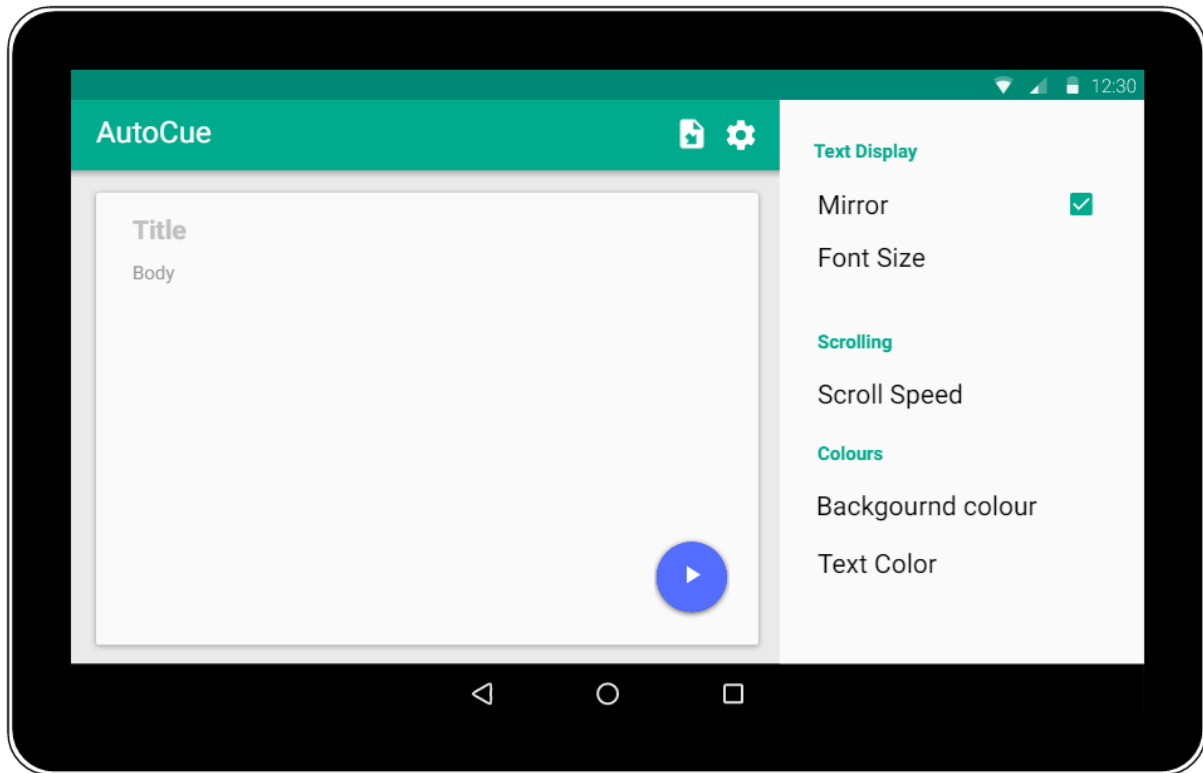 12:30
AutoCue
Title
Body
Text Display
Mirror
Font Size
Scrolling
Scroll Speed
Colours
Backgournd colour
Text Color